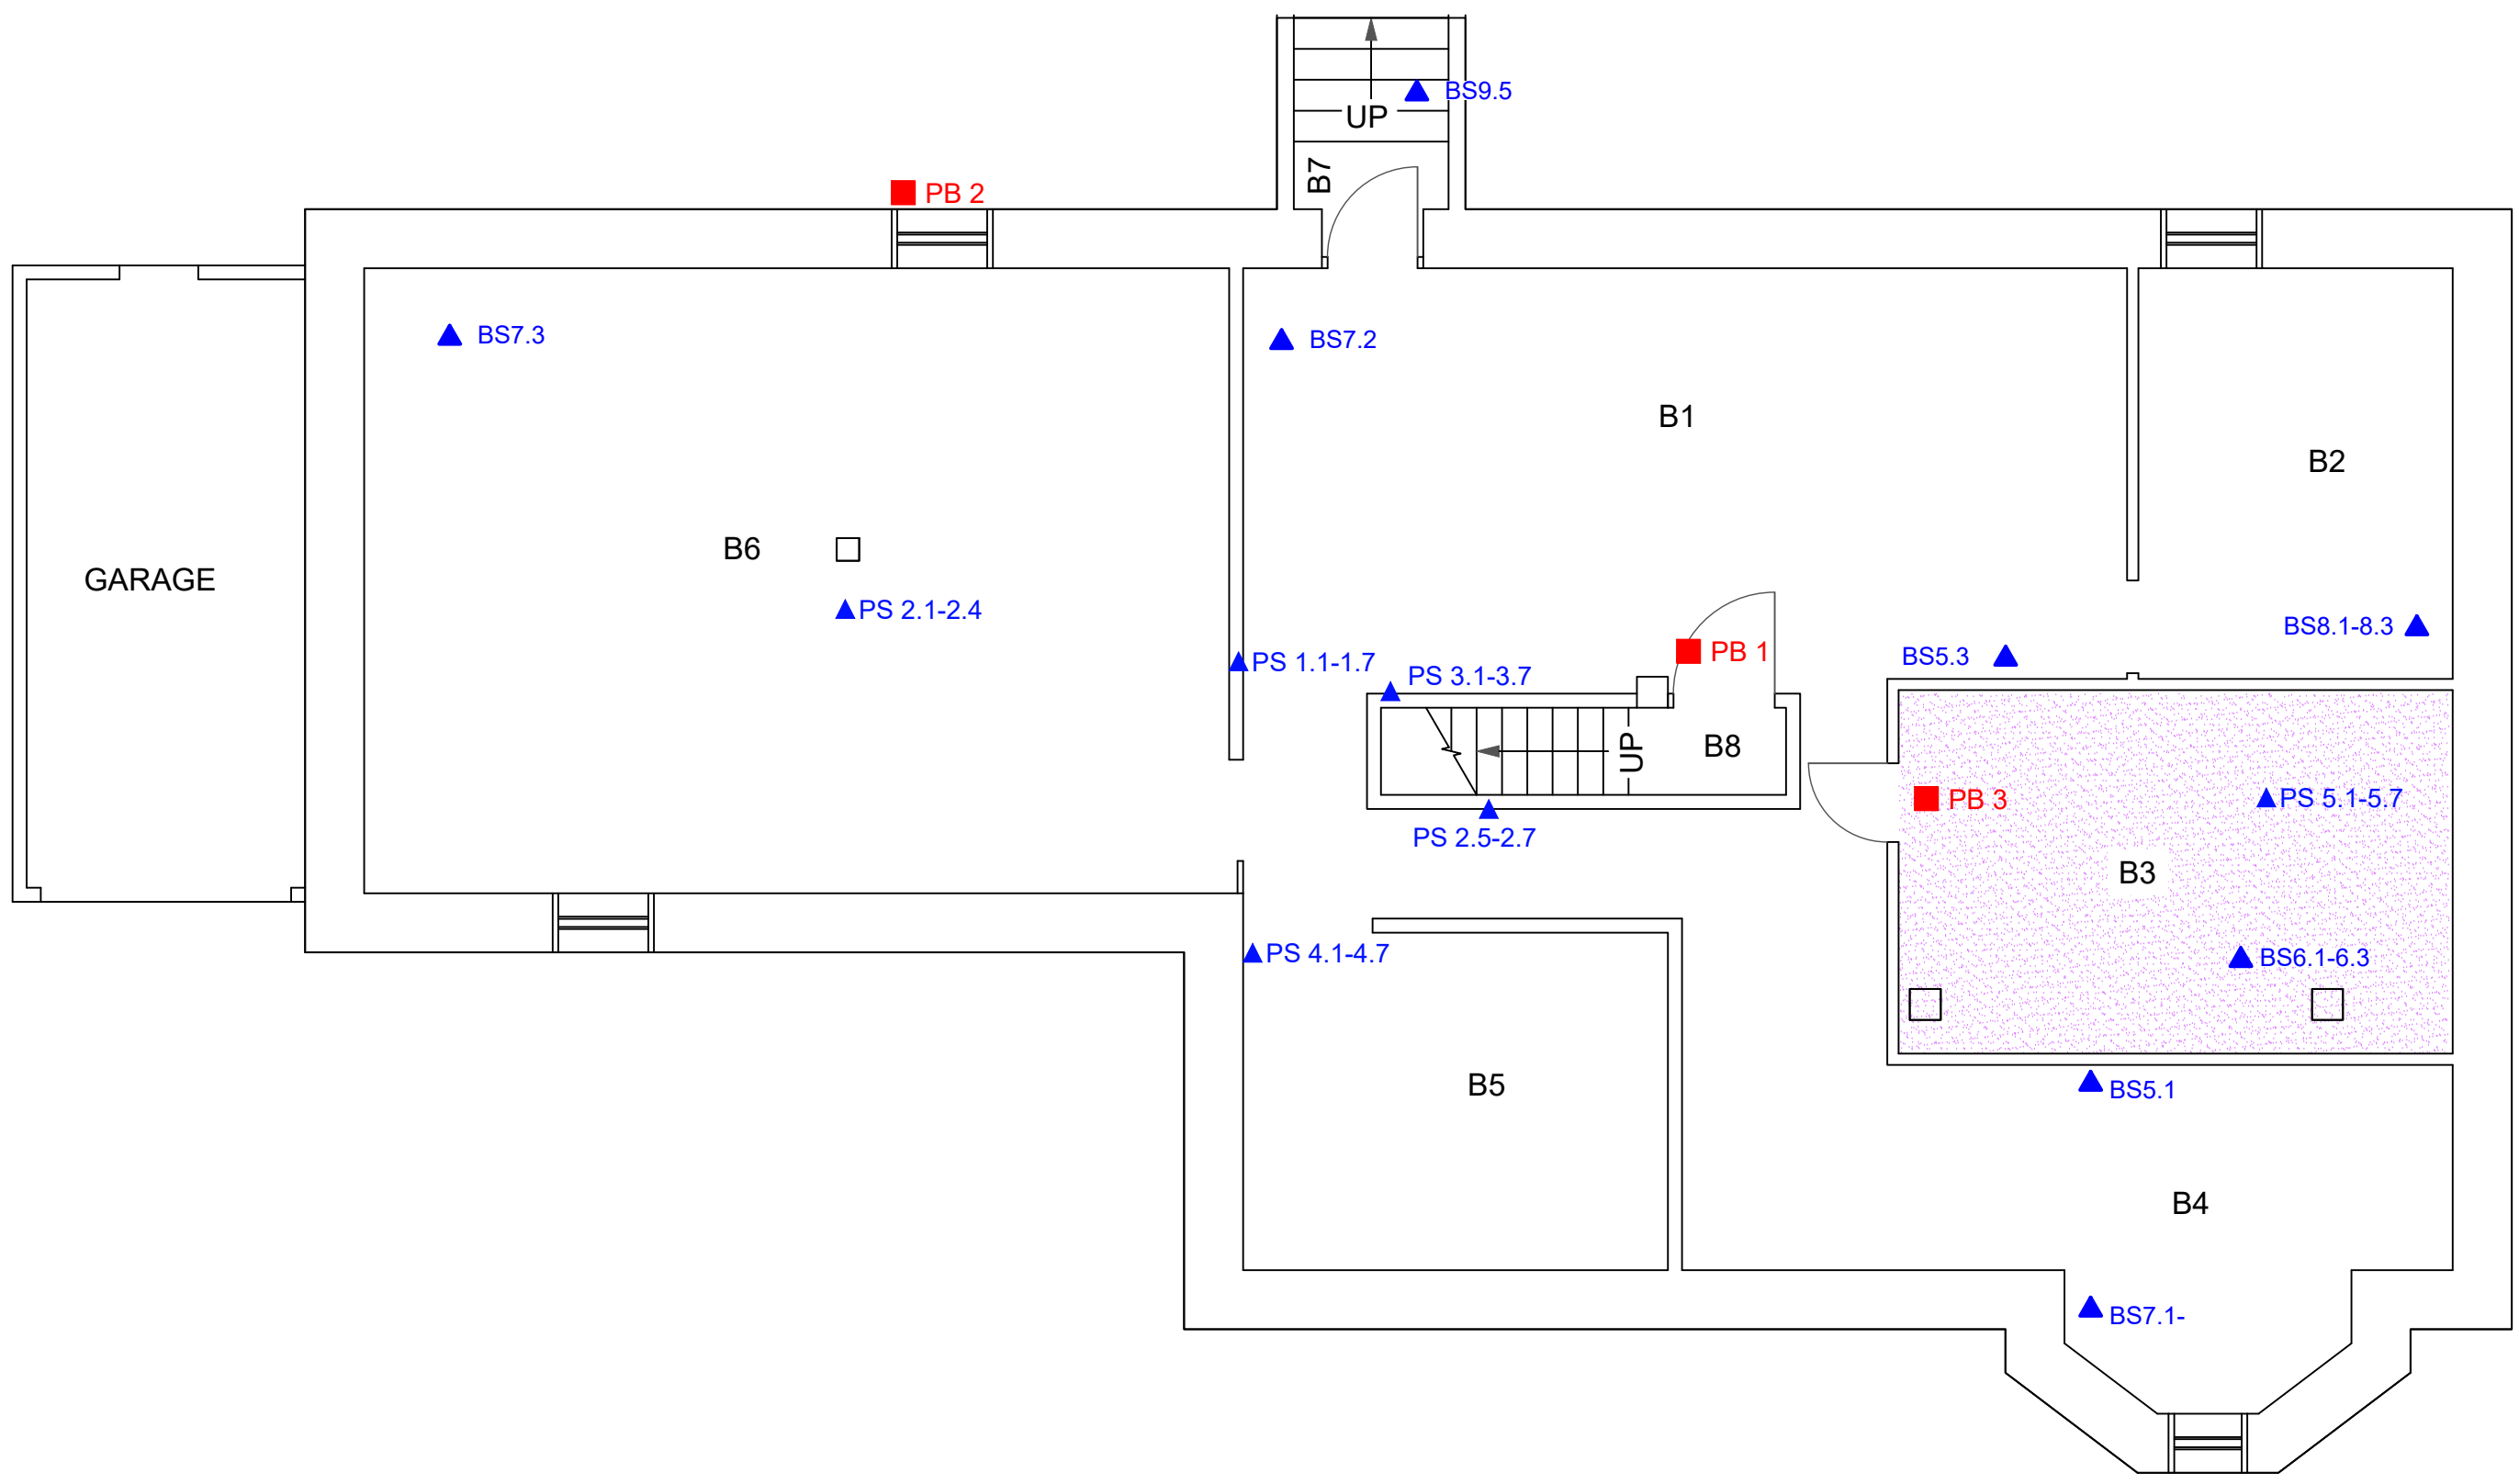 BS9.5
UP
B7
PB 2
BS7.3
BS7.2
B1
B2
B6
GARAGE
PS 2.1-2.4
BS8.1-8.3
PB 1
BS5.3
PS 1.1-1.7
PS 3.1-3.7
UP
B8
PB 3
PS 5.1-5.7
PS 2.5-2.7
B3
PS 4.1-4.7
BS6.1-6.3
B5
BS5.1
B4
BS7.1-